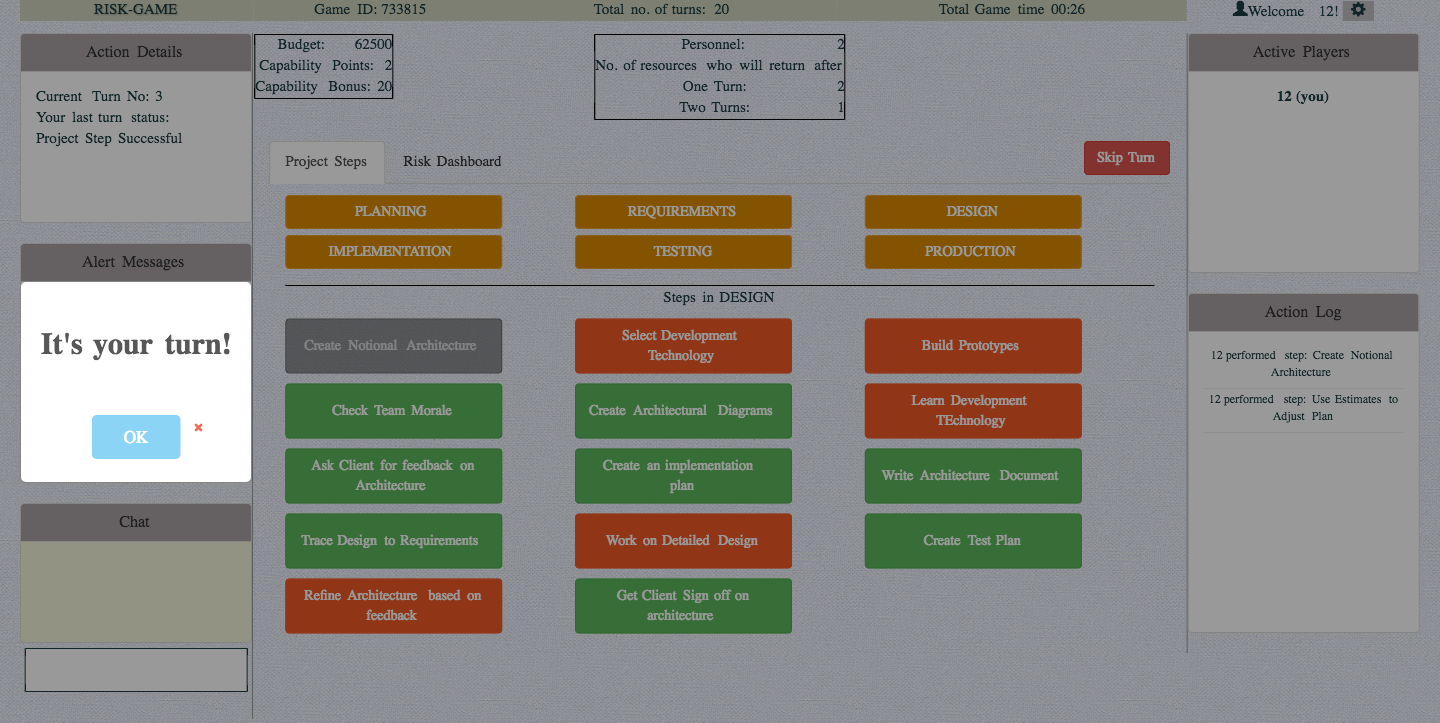 RISK-GAME
Game ID: 733815
Total no. of turns: 20
Total Game time 00:26
Welcome 12!
Action Details
Current Turn No: 3
Your last turn status:
Project Step Successful
Alert Messages
It's your turn!
OK
Chat
Budget: 62500
Capability Points: 2
Capability Bonus: 20
Personnel: 2
No. of resources who will return after
One Turn: 2
Two Turns: 1
Project Steps
Risk Dashboard
Skip Turn
PLANNING
REQUIREMENTS
DESIGN
IMPLEMENTATION
TESTING
PRODUCTION
Steps in DESIGN
Create Notional Architecture
Select Development
Technology
Build Prototypes
Check Team Morale
Create Architectural Diagrams
Learn Development
TEchnology
Ask Client for feedback on
Architecture
Create an implementation
plan
Write Architecture Document
Trace Design to Requirements
Work on Detailed Design
Create Test Plan
Refine Architecture based on
feedback
Get Client Sign off on
architecture
Active Players
12 (you)
Action Log
12 performed step: Create Notional
Architecture
12 performed step: Use Estimates to
Adjust Plan